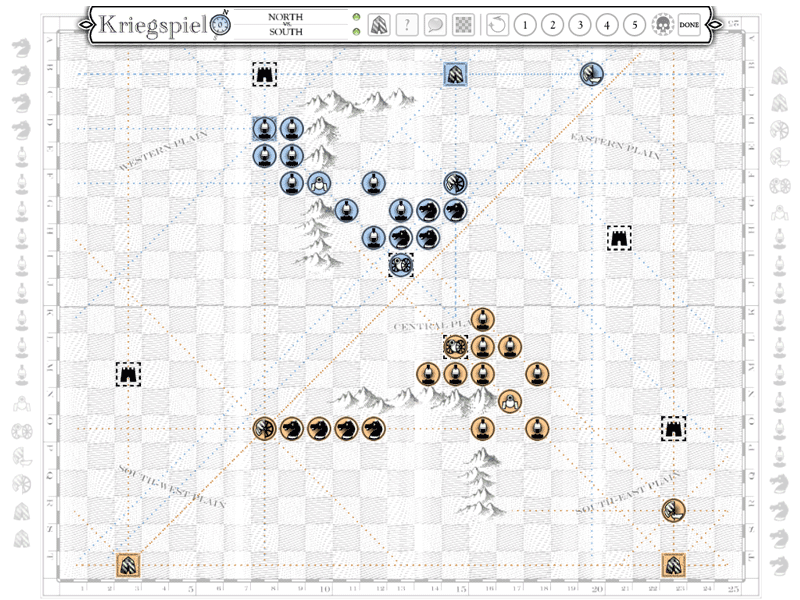 Kriegspiel
N
NORTH
vs.
SOUTH
?
1 2 3 4 5
DONE
WESTERN PLAIN
EASTERN PLAIN
CENTRAL PLA
SOUTH-WEST PLAIN
SOUTH-EAST PLAIN
1 2 3 4 5 6 7 8 9 10 11 12 13 14 15 16 17 18 19 20 21 22 23 24 25